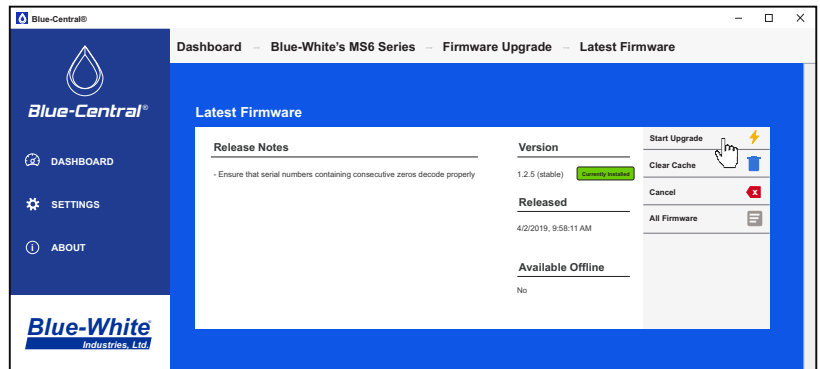 Blue-Central®
Dashboard – Blue-White's MS6 Series – Firmware Upgrade – Latest Firmware
Blue-Central®
DASHBOARD
SETTINGS
ABOUT
Blue-White®
Industries, Ltd.
Latest Firmware
Release Notes
- Ensure that serial numbers containing consecutive zeros decode properly
Version
1.2.5 (stable) Currently Installed
Released
4/2/2019, 9:58:11 AM
Available Offline
No
Start Upgrade
Clear Cache
Cancel
x
All Firmware